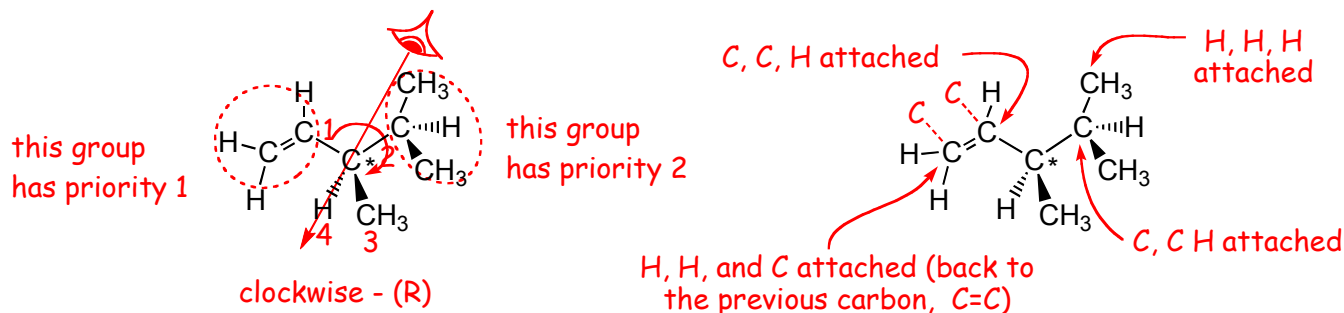 this group
has priority 1
H
H
C
H
C
1
2
C
*
H
4
CH3
3
C
CH3
H
CH3
this group
has priority 2
clockwise - (R)
C, C, H attached
H, H, H
attached
C
C
H
H
C
H
C
C
*
H
CH3
C
CH3
H
CH3
C, C H attached
H, H, and C attached (back to
the previous carbon, C=C)